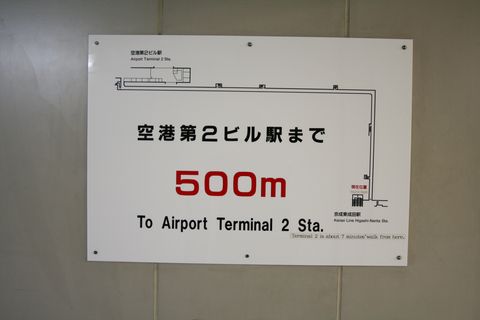 空港第2ビル駅
Airport Terminal 2 Sta.
空港第2ビル駅まで
500m
現在位置
京成東成田駅
Keisei Line Higashi-Narita Sta.
To Airport Terminal 2 Sta.
Terminal 2 is about 7 minutes' walk from here.